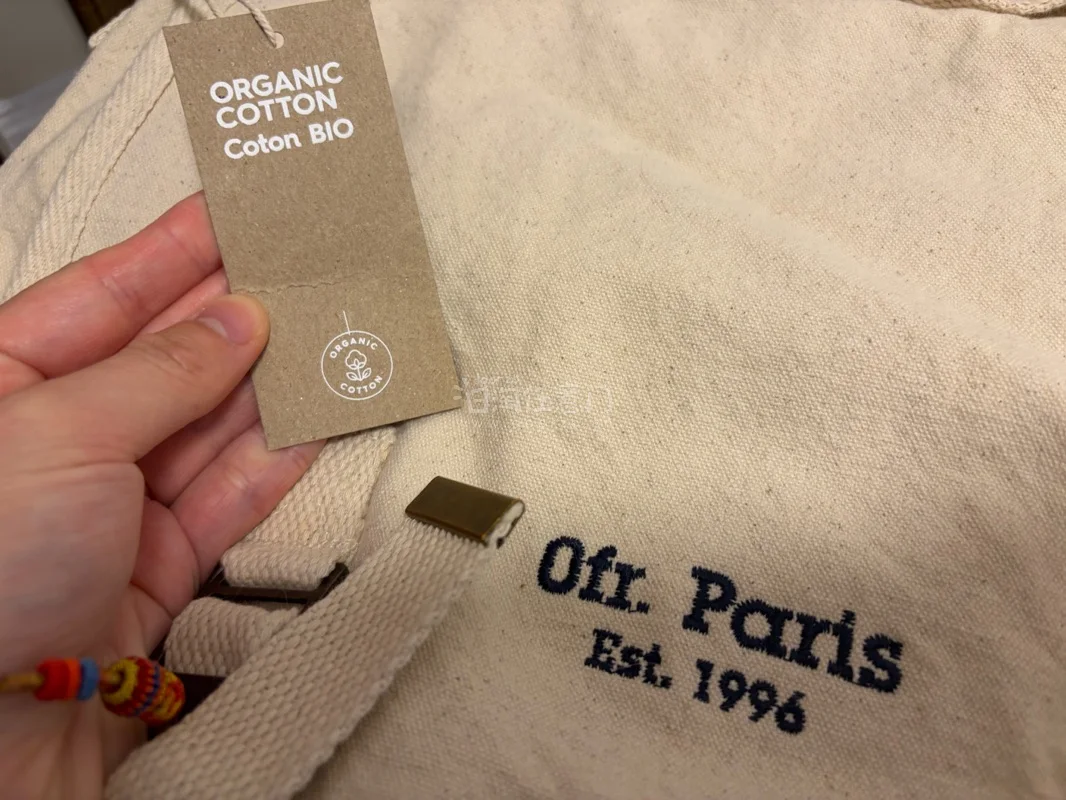 ORGANIC
COTTON
Coton BIO
ORGANIC
COTTON
Ofr. Paris
Est. 1996